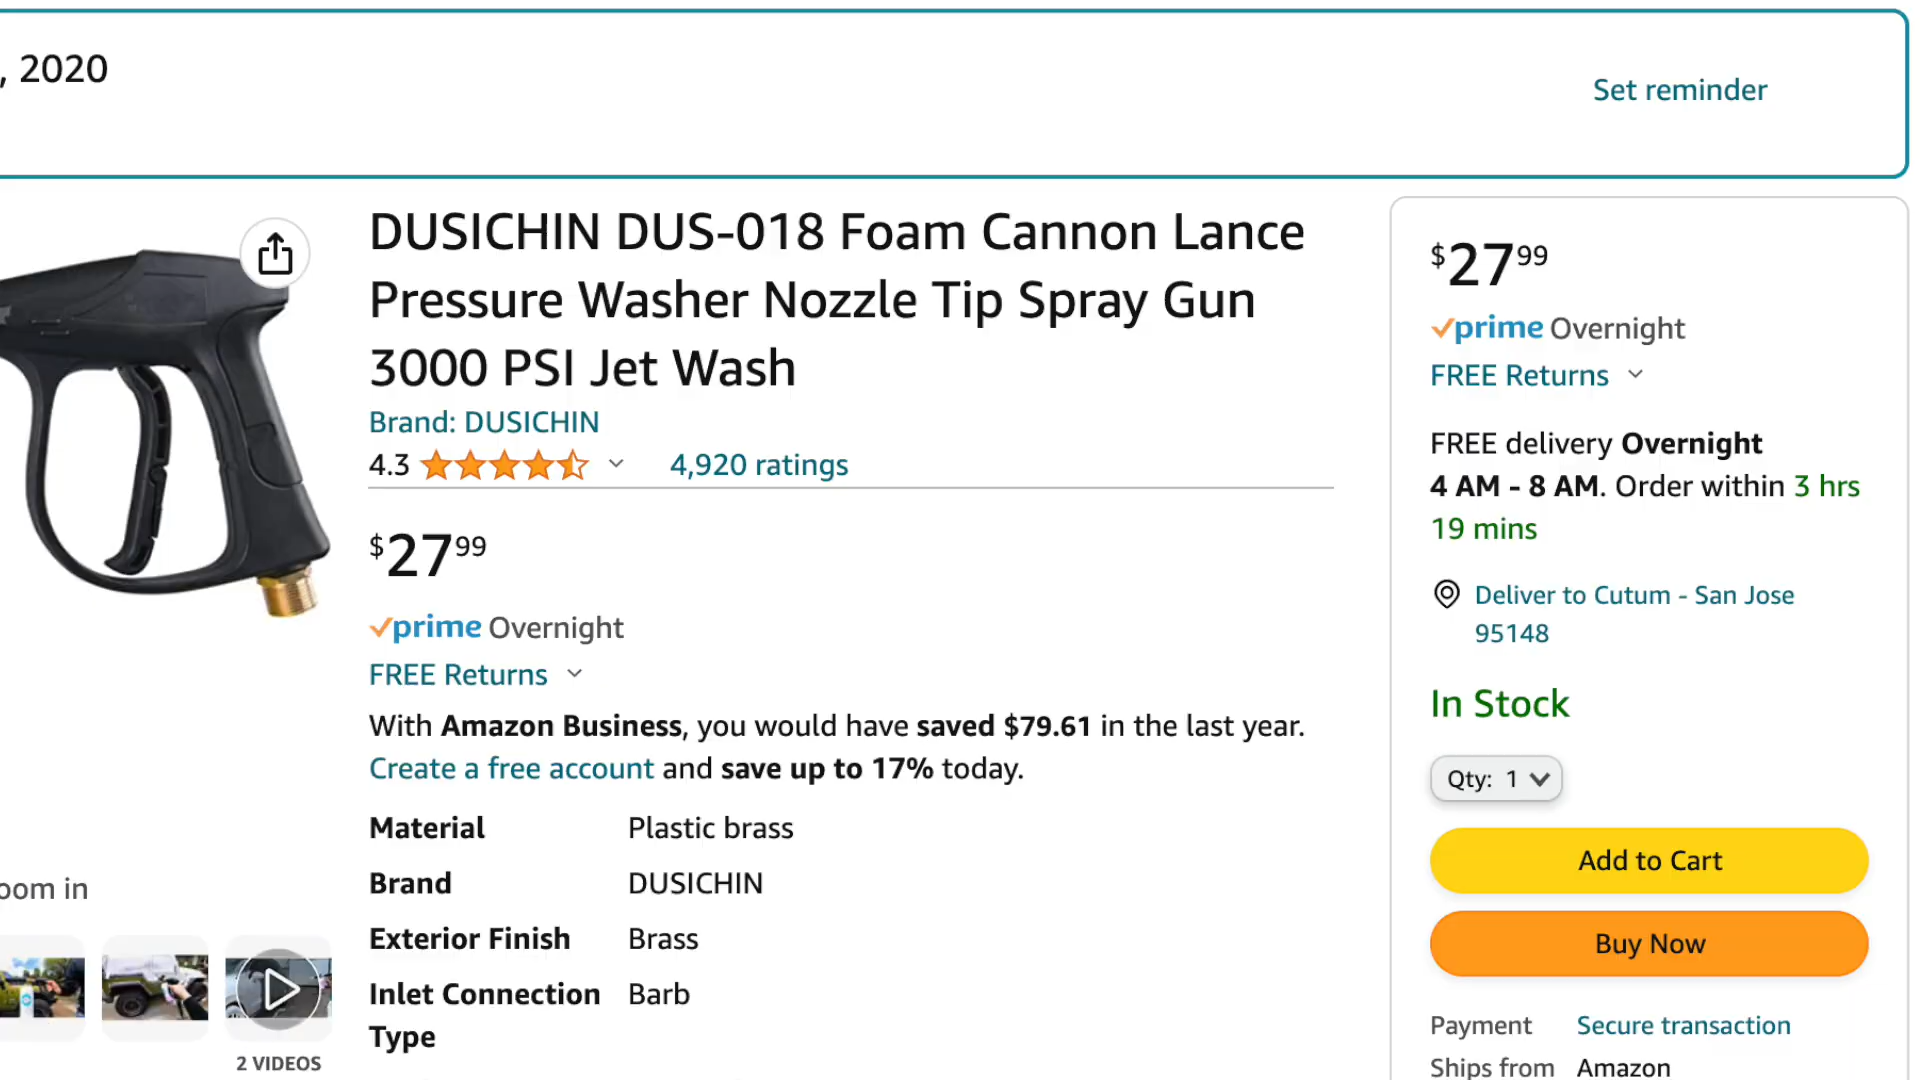 , 2020
Set reminder
DUSICHIN DUS-018 Foam Cannon Lance
Pressure Washer Nozzle Tip Spray Gun
3000 PSI Jet Wash
Brand: DUSICHIN
4.3 4,920 ratings
$27 99
prime Overnight
FREE Returns
With Amazon Business, you would have saved $79.61 in the last year.
Create a free account and save up to 17% today.
Material Plastic brass
Brand DUSICHIN
Exterior Finish Brass
Inlet Connection Barb
Type
oom in
2 VIDEOS
$27 99
prime Overnight
FREE Returns
FREE delivery Overnight
4 AM - 8 AM. Order within 3 hrs
19 mins
Deliver to Cutum - San Jose
95148
In Stock
Qty: 1
Add to Cart
Buy Now
Payment Secure transaction
Ships from Amazon